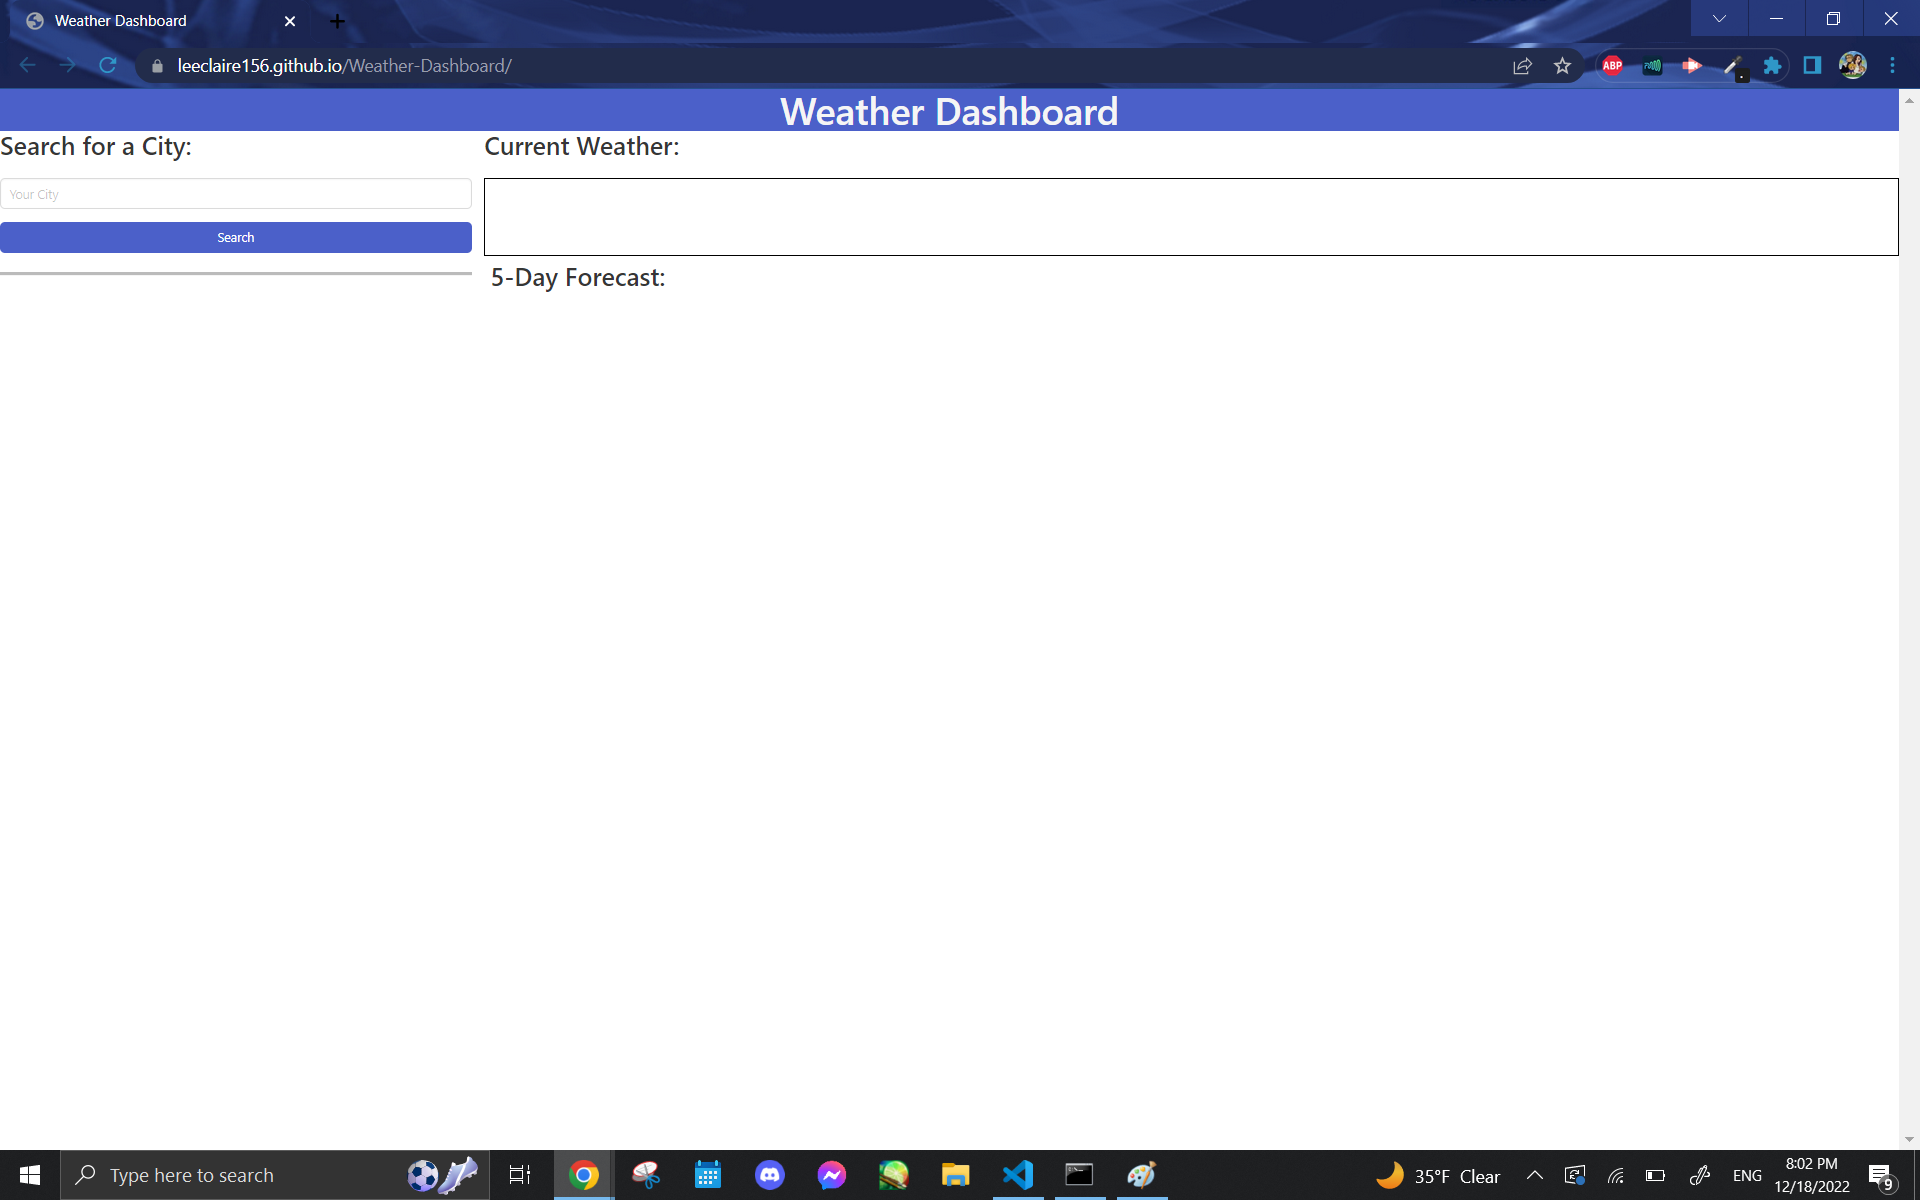 Weather Dashboard
leeclaire156.github.io/Weather-Dashboard/
ABP
Weather Dashboard
Search for a City:
Your City
Search
Current Weather:
5-Day Forecast:
Type here to search
35°F Clear
ENG
8:02 PM
12/18/2022
9